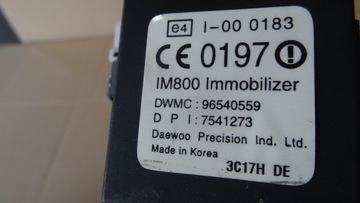 e4 I-00 0183
CE 0197 !
IM800 Immobilizer
DWMC : 96540559
D P I : 7541273
Daewoo Precision Ind. Ltd.
Made in Korea
3C17H DE